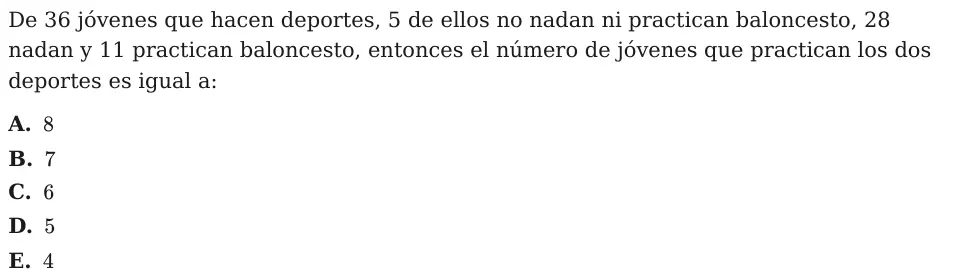 De 36 jóvenes que hacen deportes, 5 de ellos no nadan ni practican baloncesto, 28
nadan y 11 practican baloncesto, entonces el número de jóvenes que practican los dos
deportes es igual a:
A. 8
B. 7
C. 6
D. 5
E. 4